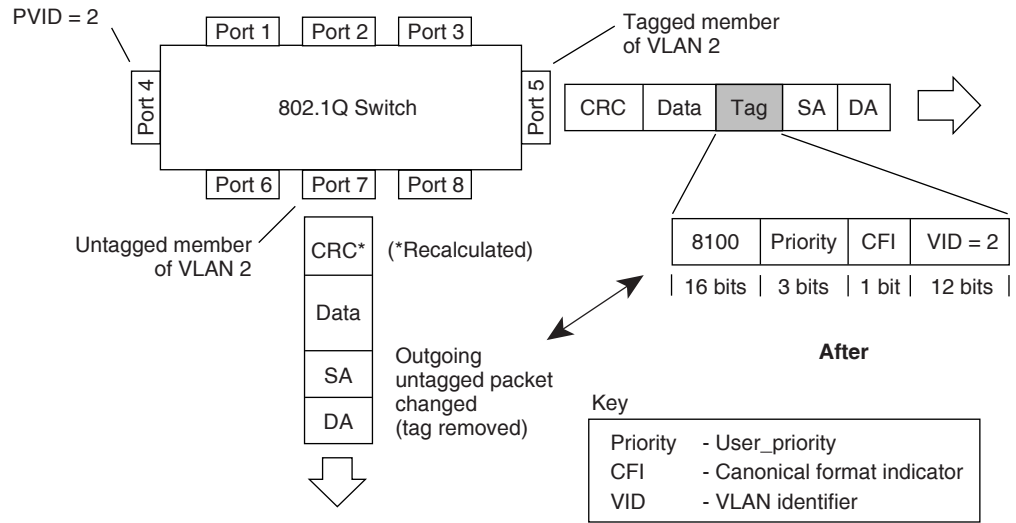 PVID = 2
Port 1
Port 2
Port 3
Tagged member
of VLAN 2
Port 4
802.1Q Switch
Port 5
CRC
Data
Tag
SA
DA
Port 6
Port 7
Port 8
Untagged member
of VLAN 2
CRC*
(*Recalculated)
Data
SA
DA
Outgoing
untagged packet
changed
(tag removed)
8100
Priority
CFI
VID = 2
16 bits
3 bits
1 bit
12 bits
After
Key
Priority - User_priority
CFI - Canonical format indicator
VID - VLAN identifier